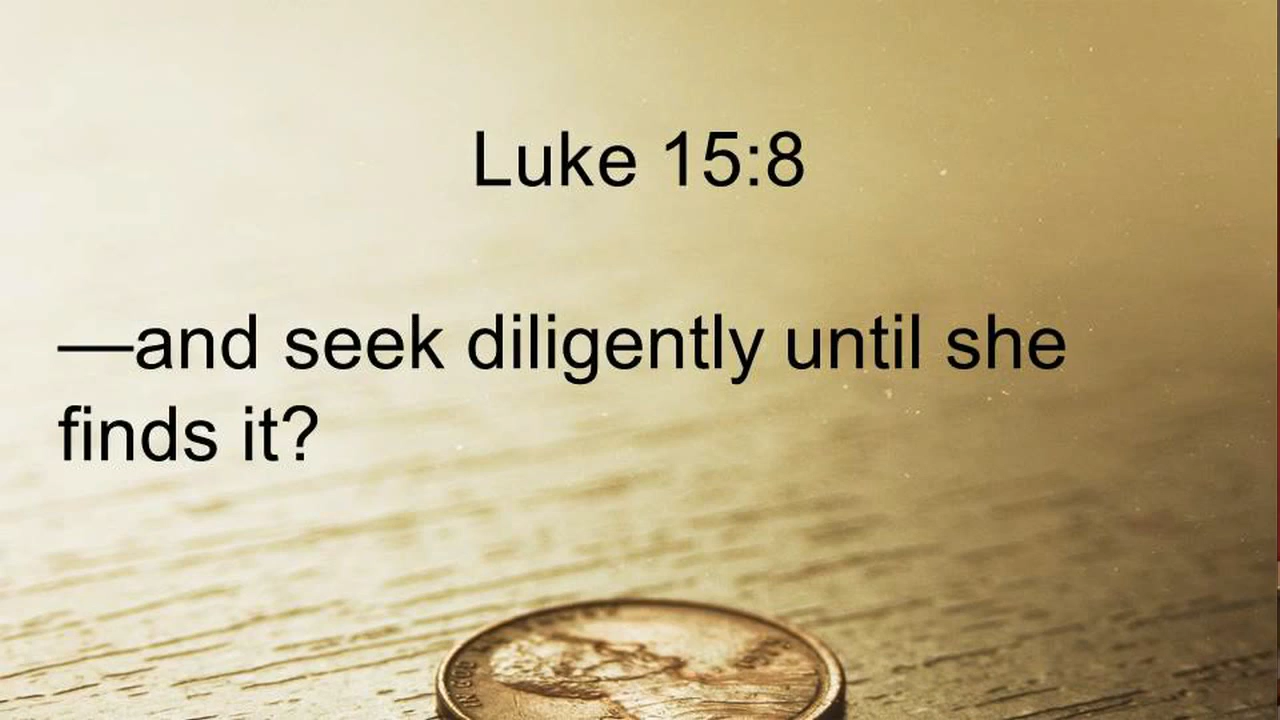 Luke 15:8
—and seek diligently until she
finds it?